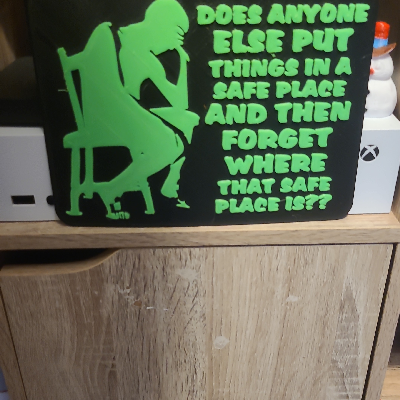 DOES ANYONE
ELSE PUT
THINGS IN A
SAFE PLACE
AND THEN
FORGET
WHERE
THAT SAFE
PLACE IS??